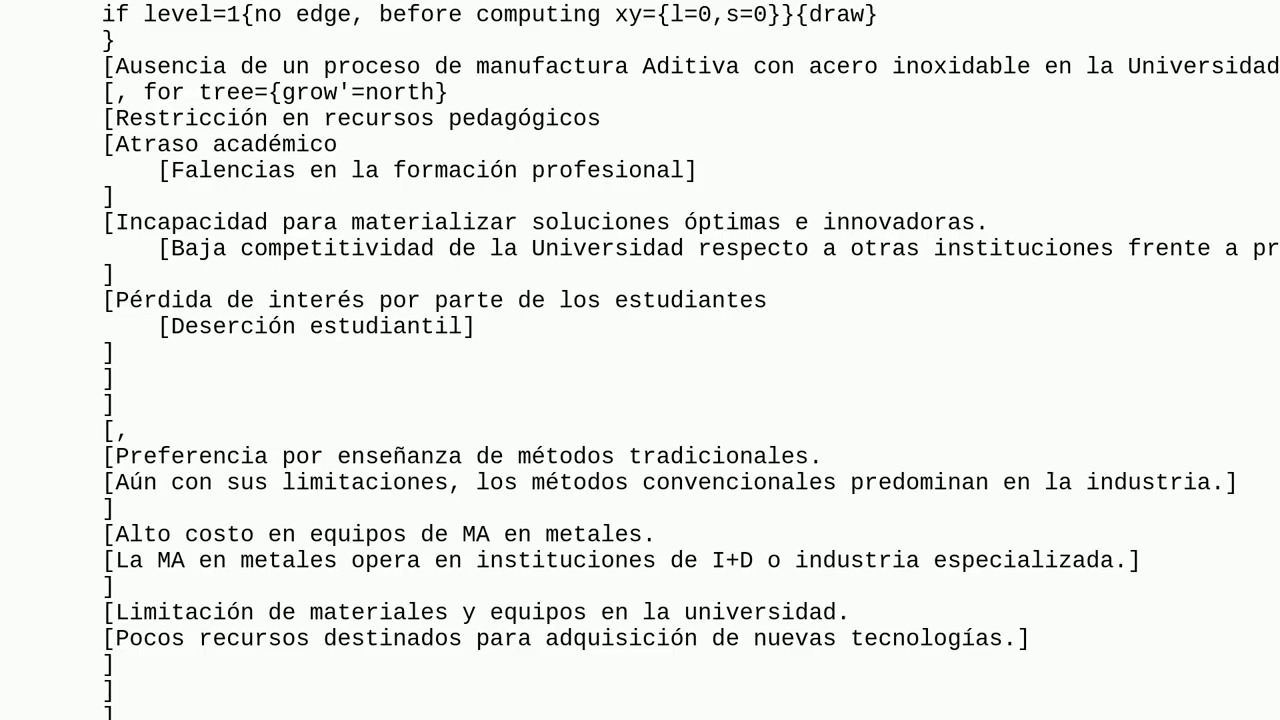 if level=1{no edge, before computing xy={l=0,s=0}}{draw}
}
[Ausencia de un proceso de manufactura Aditiva con acero inoxidable en la Universidad
[, for tree={grow'=north}
[Restricción en recursos pedagógicos
[Atraso académico
[Falencias en la formación profesional]
]
[Incapacidad para materializar soluciones óptimas e innovadoras.
[Baja competitividad de la Universidad respecto a otras instituciones frente a pr
]
[Pérdida de interés por parte de los estudiantes
[Deserción estudiantil]
]
]
]
[,
[Preferencia por enseñanza de métodos tradicionales.
[Aún con sus limitaciones, los métodos convencionales predominan en la industria.]
]
[Alto costo en equipos de MA en metales.
[La MA en metales opera en instituciones de I+D o industria especializada.]
]
[Limitación de materiales y equipos en la universidad.
[Pocos recursos destinados para adquisición de nuevas tecnologías.]
]
]
]